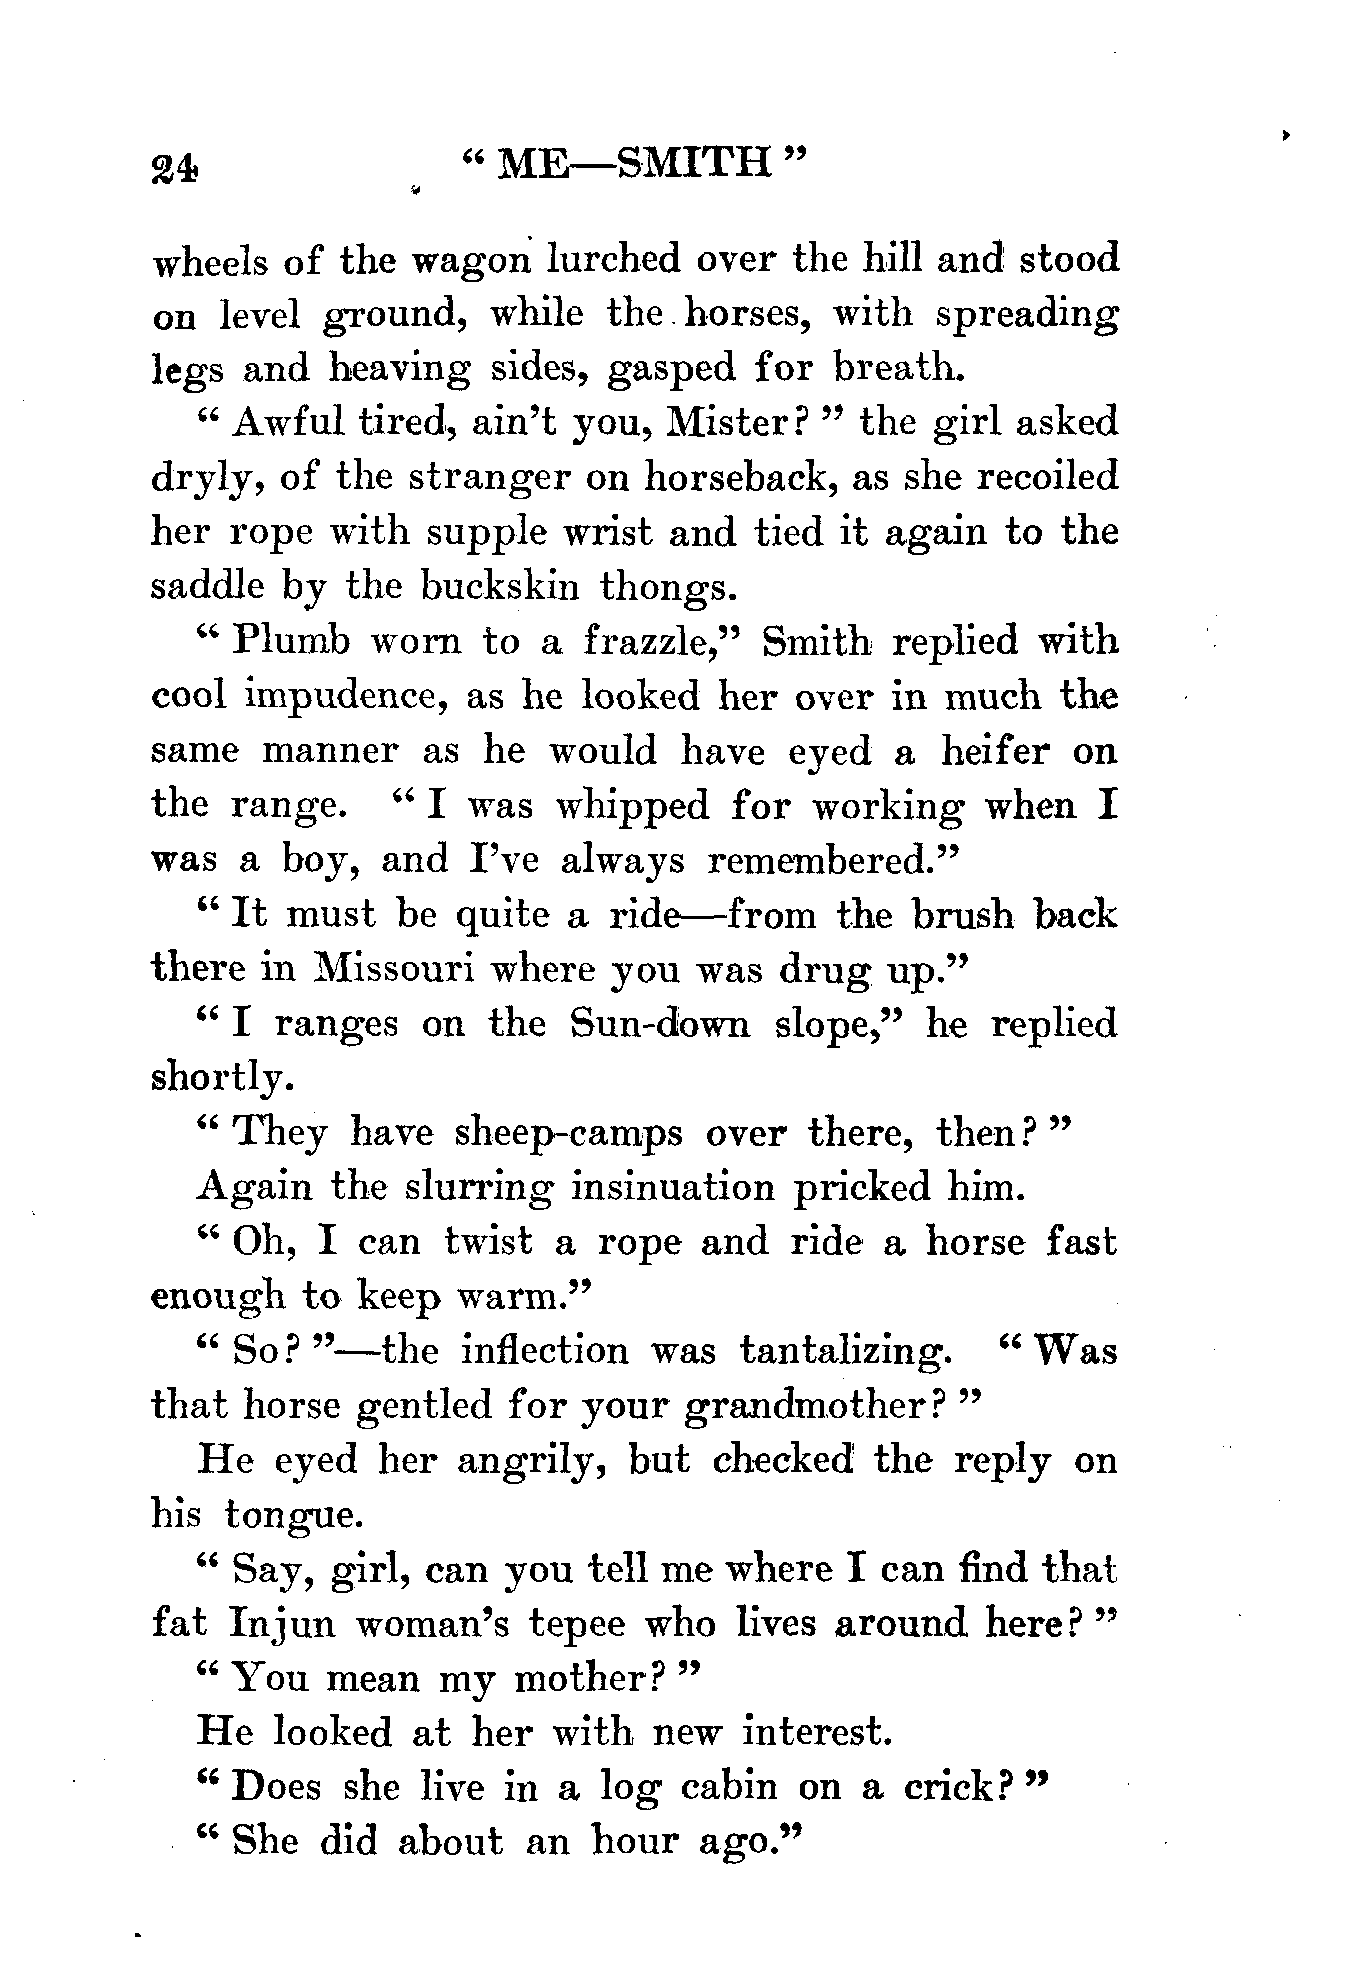 24 “ ME—SMITH ”
wheels of the wagon lurched over the hill and stood
on level ground, while the horses, with spreading
legs and heaving sides, gasped for breath.
“ Awful tired, ain’t you, Mister? ” the girl asked
dryly, of the stranger on horseback, as she recoiled
her rope with supple wrist and tied it again to the
saddle by the buckskin thongs.
“ Plumb worn to a frazzle,” Smith replied with
cool impudence, as he looked her over in much the
same manner as he would have eyed a heifer on
the range. “ I was whipped for working when I
was a boy, and I’ve always remembered.”
“ It must be quite a ride—from the brush back
there in Missouri where you was drug up.”
“ I ranges on the Sun-down slope,” he replied
shortly.
“ They have sheep-camps over there, then? ”
Again the slurring insinuation pricked him.
“ Oh, I can twist a rope and ride a horse fast
enough to keep warm.”
“ So? ”—the inflection was tantalizing. “ Was
that horse gentled for your grandmother? ”
He eyed her angrily, but checked the reply on
his tongue.
“ Say, girl, can you tell me where I can find that
fat Injun woman’s tepee who lives around here? ”
“ You mean my mother? ”
He looked at her with new interest.
“ Does she live in a log cabin on a crick? ”
“ She did about an hour ago.”